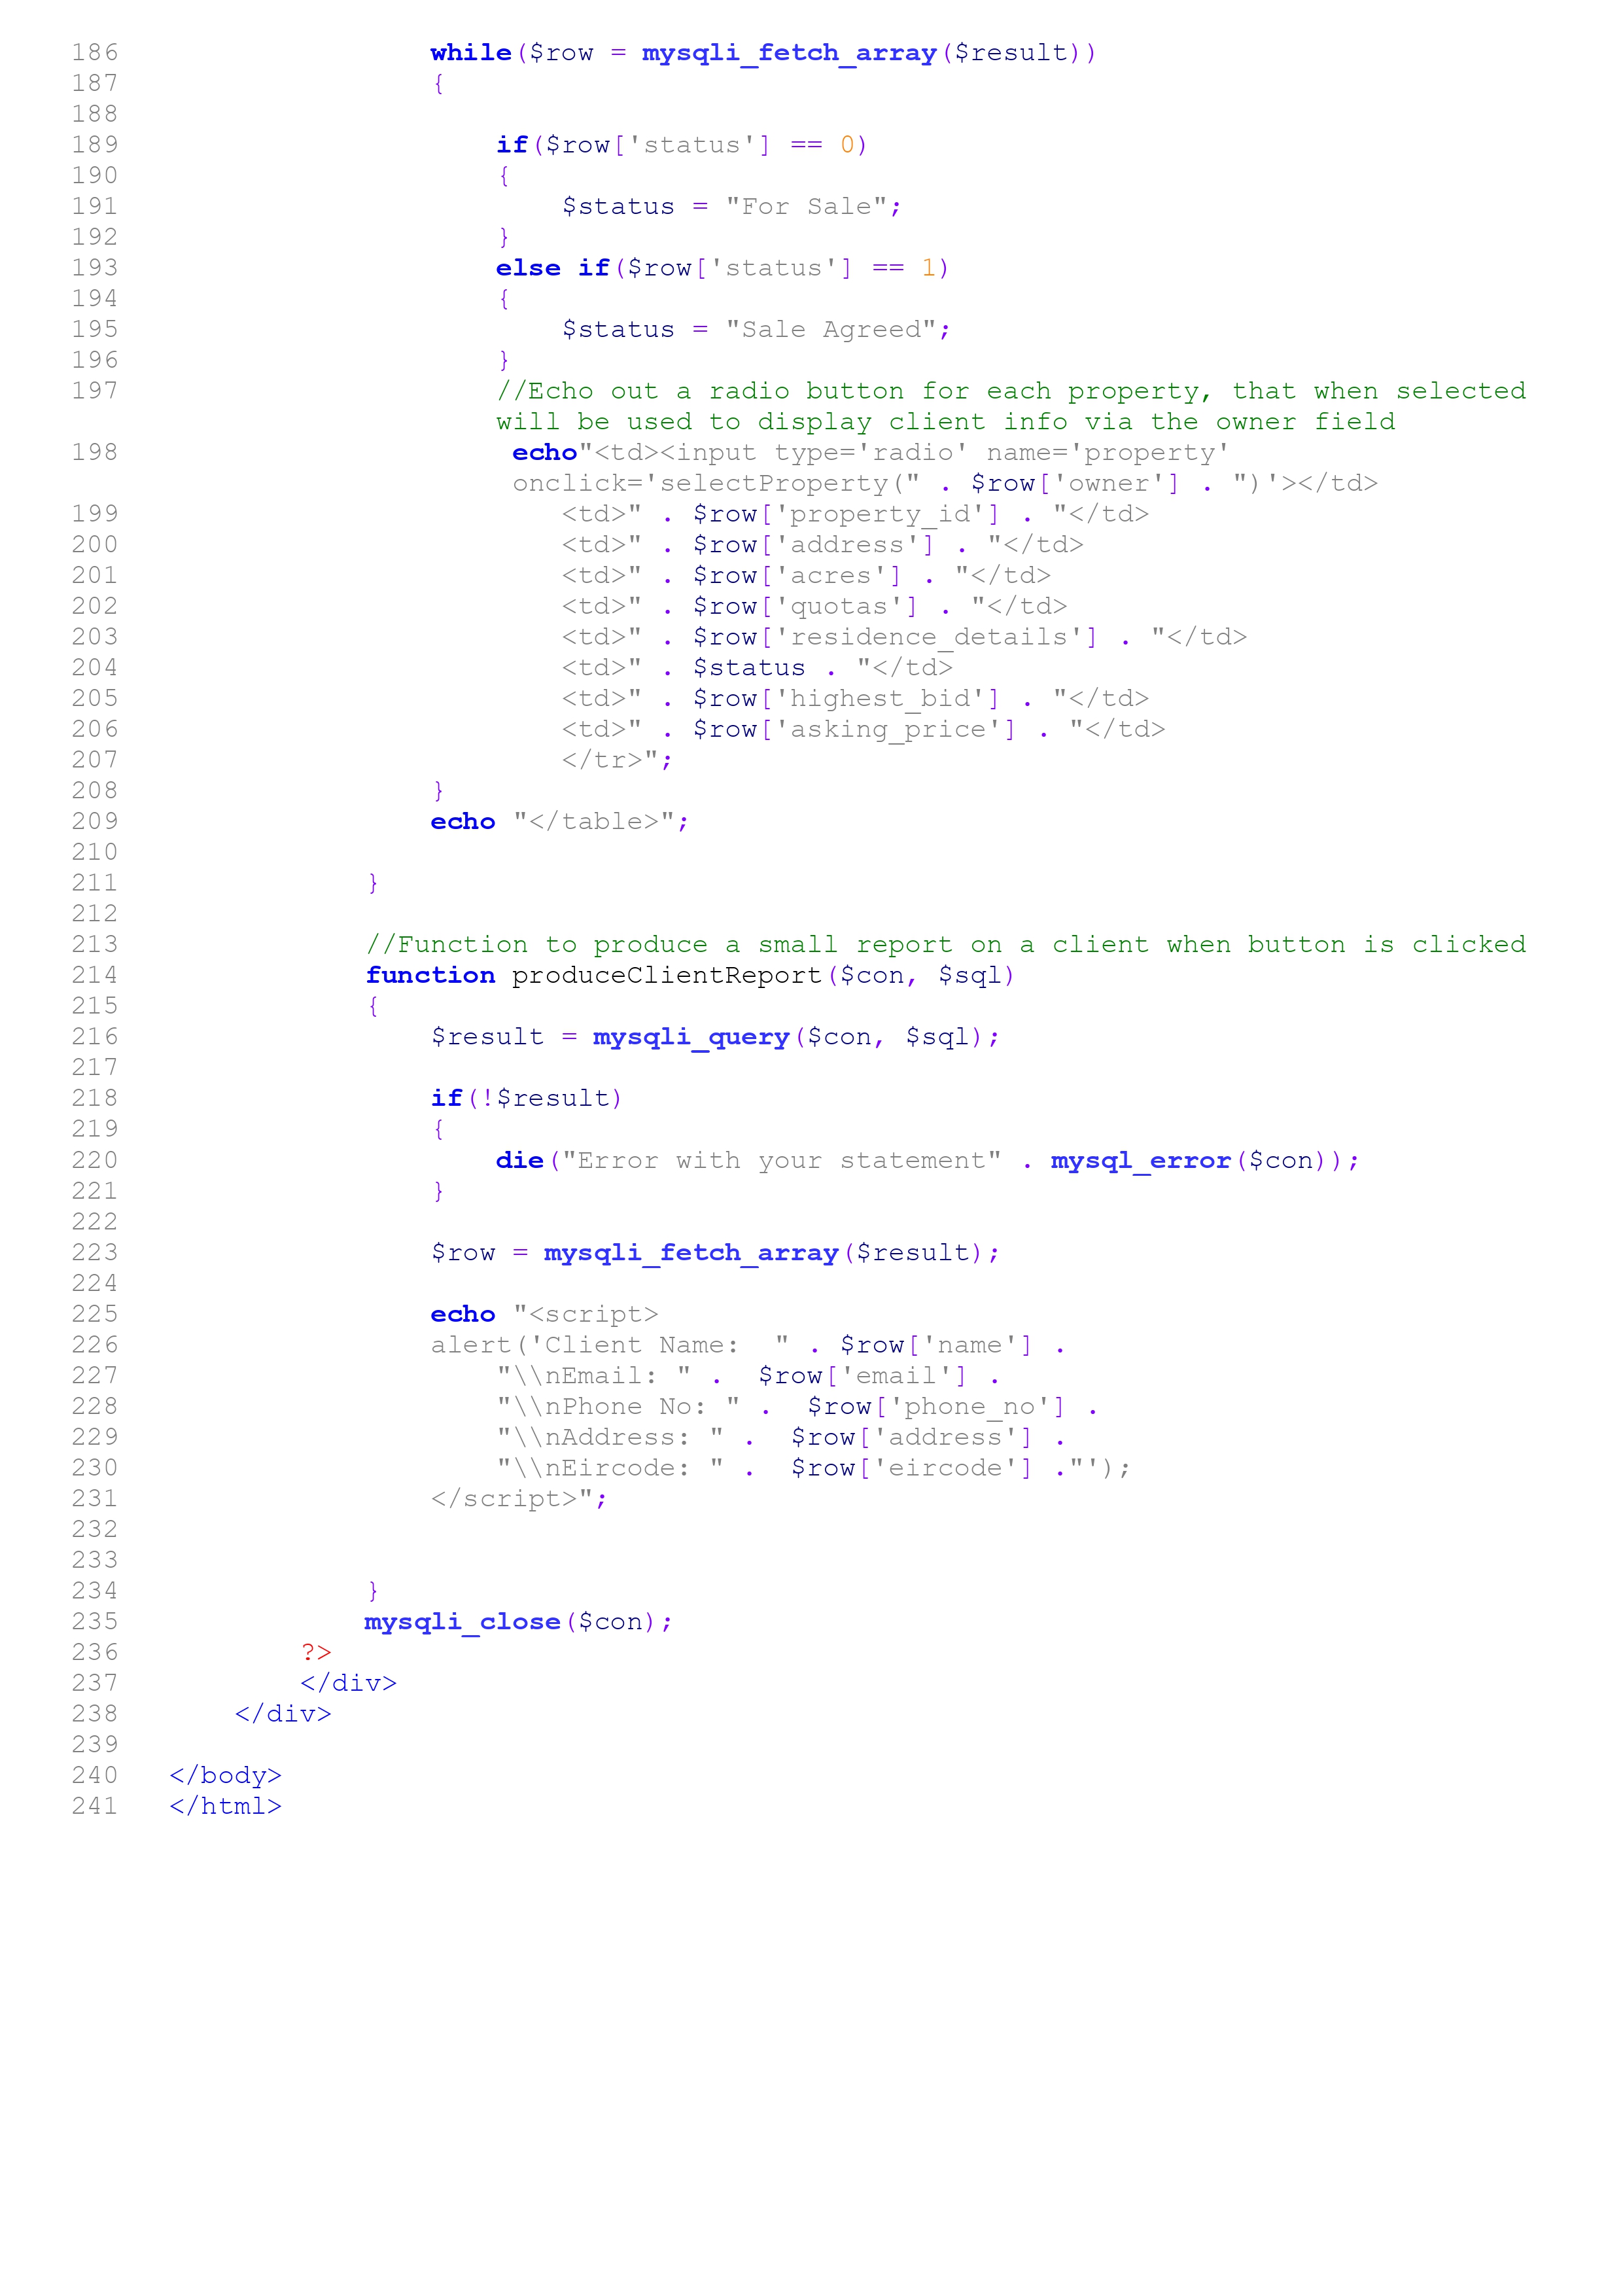 186                   while($row = mysqli_fetch_array($result))
187                   {
188
189                       if($row['status'] == 0)
190                       {
191                           $status = "For Sale";
192                       }
193                       else if($row['status'] == 1)
194                       {
195                           $status = "Sale Agreed";
196                       }
197                       //Echo out a radio button for each property, that when selected
                          will be used to display client info via the owner field
198                        echo"<td><input type='radio' name='property'
                           onclick='selectProperty(" . $row['owner'] . ")'></td>
199                           <td>" . $row['property_id'] . "</td>
200                           <td>" . $row['address'] . "</td>
201                           <td>" . $row['acres'] . "</td>
202                           <td>" . $row['quotas'] . "</td>
203                           <td>" . $row['residence_details'] . "</td>
204                           <td>" . $status . "</td>
205                           <td>" . $row['highest_bid'] . "</td>
206                           <td>" . $row['asking_price'] . "</td>
207                           </tr>";
208                   }
209                   echo "</table>";
210
211               }
212
213               //Function to produce a small report on a client when button is clicked
214               function produceClientReport($con, $sql)
215               {
216                   $result = mysqli_query($con, $sql);
217
218                   if(!$result)
219                   {
220                       die("Error with your statement" . mysql_error($con));
221                   }
222
223                   $row = mysqli_fetch_array($result);
224
225                   echo "<script>
226                   alert('Client Name:  " . $row['name'] .
227                       "\\nEmail: " .  $row['email'] .
228                       "\\nPhone No: " .  $row['phone_no'] .
229                       "\\nAddress: " .  $row['address'] .
230                       "\\nEircode: " .  $row['eircode'] ."');
231                   </script>";
232
233
234               }
235               mysqli_close($con);
236           ?>
237           </div>
238       </div>
239
240   </body>
241   </html>